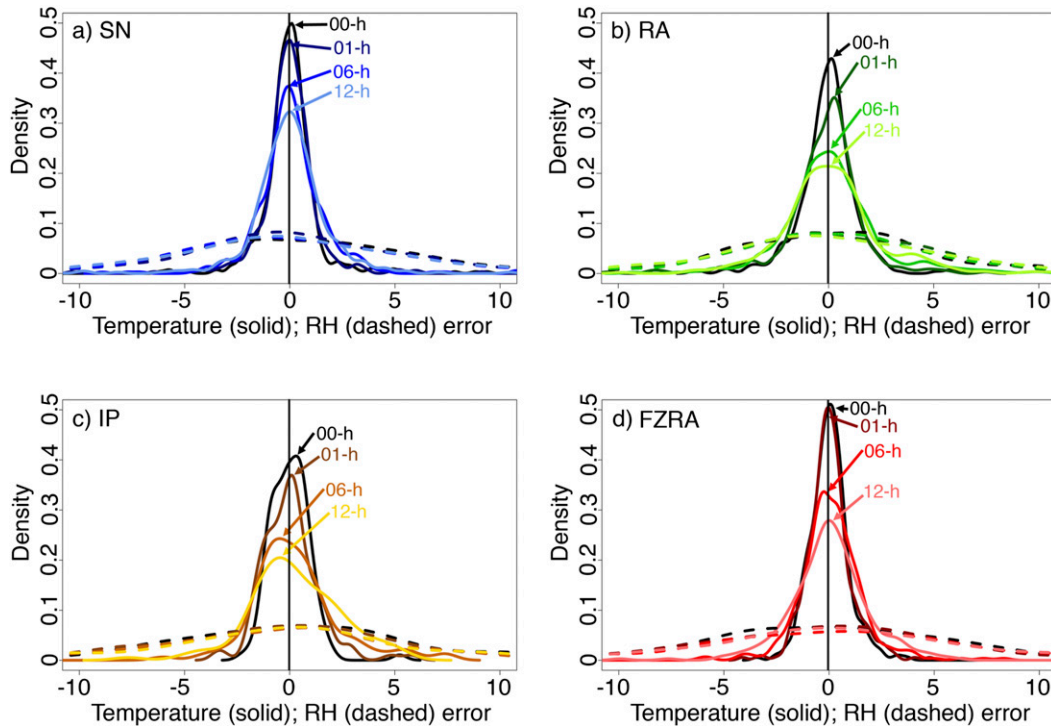 a) SN
00-h
01-h
06-h
12-h
Density
0 0.1 0.2 0.3 0.4 0.5
-10 -5 0 5 10
Temperature (solid); RH (dashed) error
b) RA
00-h
01-h
06-h
12-h
Density
0 0.1 0.2 0.3 0.4 0.5
-10 -5 0 5 10
Temperature (solid); RH (dashed) error
c) IP
00-h
01-h
06-h
12-h
Density
0 0.1 0.2 0.3 0.4 0.5
-10 -5 0 5 10
Temperature (solid); RH (dashed) error
d) FZRA
00-h
01-h
06-h
12-h
Density
0 0.1 0.2 0.3 0.4 0.5
-10 -5 0 5 10
Temperature (solid); RH (dashed) error